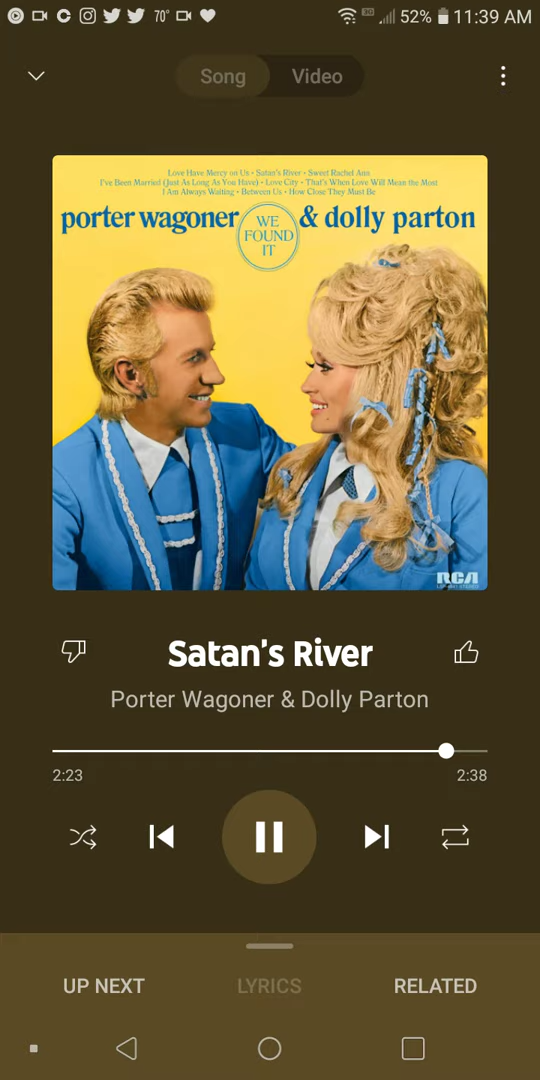 70° 3G 52% 11:39 AM
Song Video
Love Have Mercy on Us • Satan's River • Sweet Rachel Ann
I've Been Married (Just As Long As You Have) • Love City • That's When Love Will Mean the Most
I Am Always Waiting • Between Us • How Close They Must Be
porter wagoner & dolly parton
WE
FOUND
IT
RCA
Satan's River
Porter Wagoner & Dolly Parton
2:23 2:38
UP NEXT LYRICS RELATED